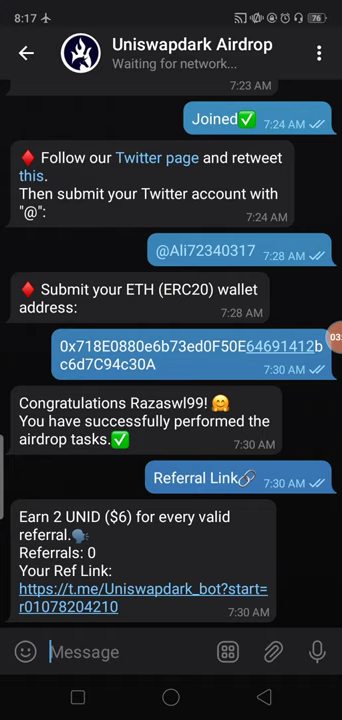 8:17
76
Uniswapdark Airdrop
Waiting for network...
7:23 AM
Joined✅ 7:24 AM
♦️ Follow our Twitter page and retweet
this.
Then submit your Twitter account with
"@":
7:24 AM
@Ali72340317 7:28 AM
♦️ Submit your ETH (ERC20) wallet
address:
7:28 AM
0x718E0880e6b73ed0F50E64691412b
c6d7C94c30A
7:30 AM
03:
Congratulations Razaswl99! 🤗
You have successfully performed the
airdrop tasks.✅
7:30 AM
Referral Link🔗 7:30 AM
Earn 2 UNID ($6) for every valid
referral.🗣️
Referrals: 0
Your Ref Link:
https://t.me/Uniswapdark_bot?start=
r01078204210
7:30 AM
Message